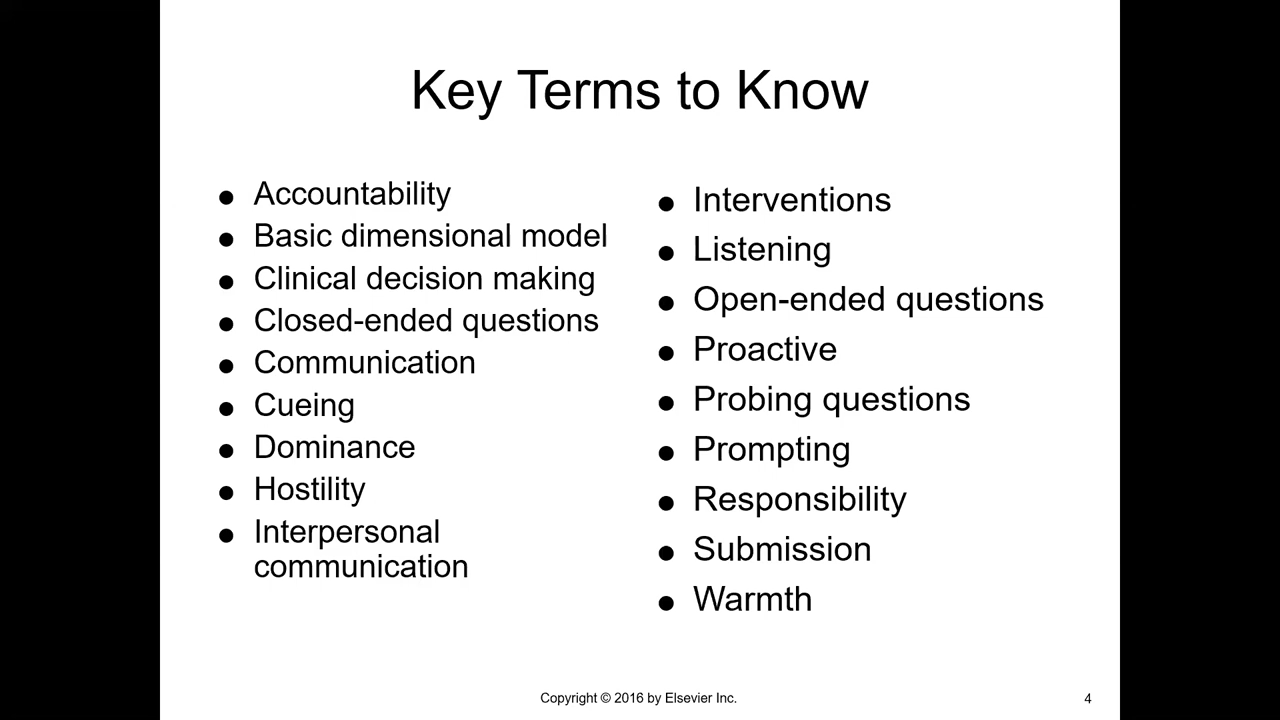 Key Terms to Know
● Accountability
● Basic dimensional model
● Clinical decision making
● Closed-ended questions
● Communication
● Cueing
● Dominance
● Hostility
● Interpersonal
communication
● Interventions
● Listening
● Open-ended questions
● Proactive
● Probing questions
● Prompting
● Responsibility
● Submission
● Warmth
Copyright © 2016 by Elsevier Inc.
4